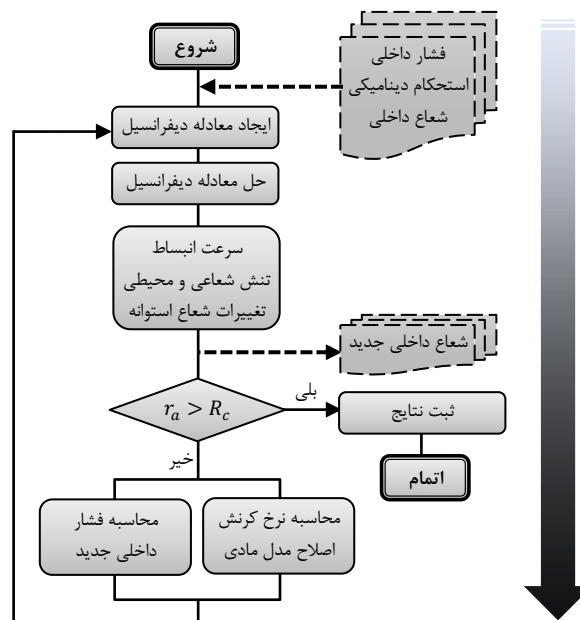 شروع
فشار داخلی
استحکام دینامیکی
شعاع داخلی
ایجاد معادله دیفرانسیل
حل معادله دیفرانسیل
سرعت انبساط
تنش شعاعی و محیطی
تغییرات شعاع استوانه
شعاع داخلی جدید
r_a > R_c
بلی
ثبت نتایج
اتمام
خیر
محاسبه نرخ کرنش
اصلاح مدل مادی
محاسبه فشار
داخلی جدید